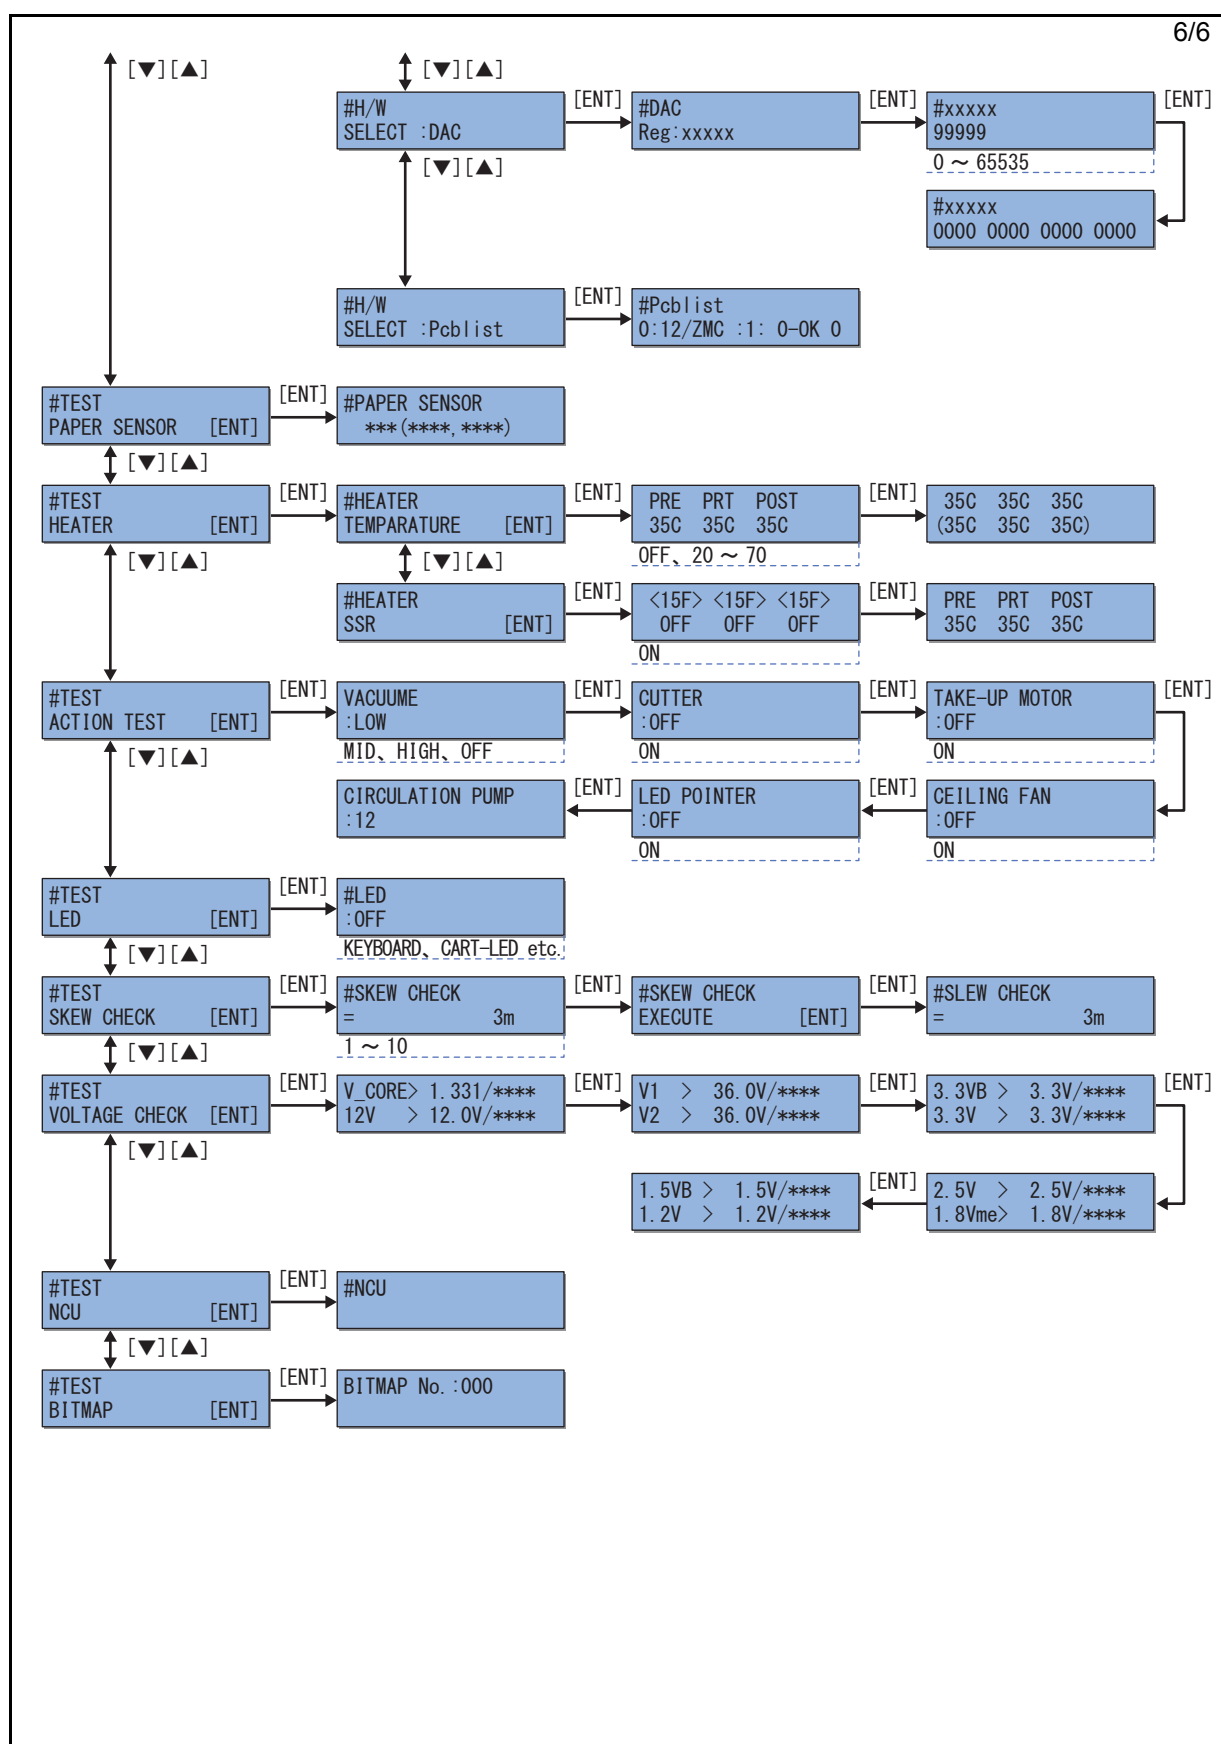 6/6
[▼][▲]
[▼][▲]
#H/W
SELECT :DAC
[ENT]
#DAC
Reg:xxxxx
[ENT]
#xxxxx
99999
[ENT]
0 ～ 65535
[▼][▲]
#xxxxx
0000 0000 0000 0000
#H/W
SELECT :Pcblist
[ENT]
#Pcblist
0:12/ZMC :1: 0-OK 0
#TEST
PAPER SENSOR [ENT]
[ENT]
#PAPER SENSOR
***(****,****)
[▼][▲]
#TEST
HEATER [ENT]
[ENT]
#HEATER
TEMPARATURE [ENT]
[ENT]
PRE PRT POST
35C 35C 35C
[ENT]
35C 35C 35C
(35C 35C 35C)
OFF、20 ～ 70
[▼][▲]
[▼][▲]
#HEATER
SSR [ENT]
[ENT]
<15F> <15F> <15F>
OFF OFF OFF
[ENT]
PRE PRT POST
35C 35C 35C
ON
#TEST
ACTION TEST [ENT]
[ENT]
VACUUME
:LOW
[ENT]
CUTTER
:OFF
[ENT]
TAKE-UP MOTOR
:OFF
[ENT]
MID、HIGH、OFF
ON
ON
[▼][▲]
CIRCULATION PUMP
:12
[ENT]
LED POINTER
:OFF
[ENT]
CEILING FAN
:OFF
ON
ON
#TEST
LED [ENT]
[ENT]
#LED
:OFF
KEYBOARD、CART-LED etc.
[▼][▲]
#TEST
SKEW CHECK [ENT]
[ENT]
#SKEW CHECK
= 3m
[ENT]
#SKEW CHECK
EXECUTE [ENT]
[ENT]
#SLEW CHECK
= 3m
1 ～ 10
[▼][▲]
#TEST
VOLTAGE CHECK [ENT]
[ENT]
V_CORE> 1.331/****
12V > 12.0V/****
[ENT]
V1 > 36.0V/****
V2 > 36.0V/****
[ENT]
3.3VB > 3.3V/****
3.3V > 3.3V/****
[ENT]
[▼][▲]
1.5VB > 1.5V/****
1.2V > 1.2V/****
[ENT]
2.5V > 2.5V/****
1.8Vme> 1.8V/****
#TEST
NCU [ENT]
[ENT]
#NCU
[▼][▲]
#TEST
BITMAP [ENT]
[ENT]
BITMAP No.:000